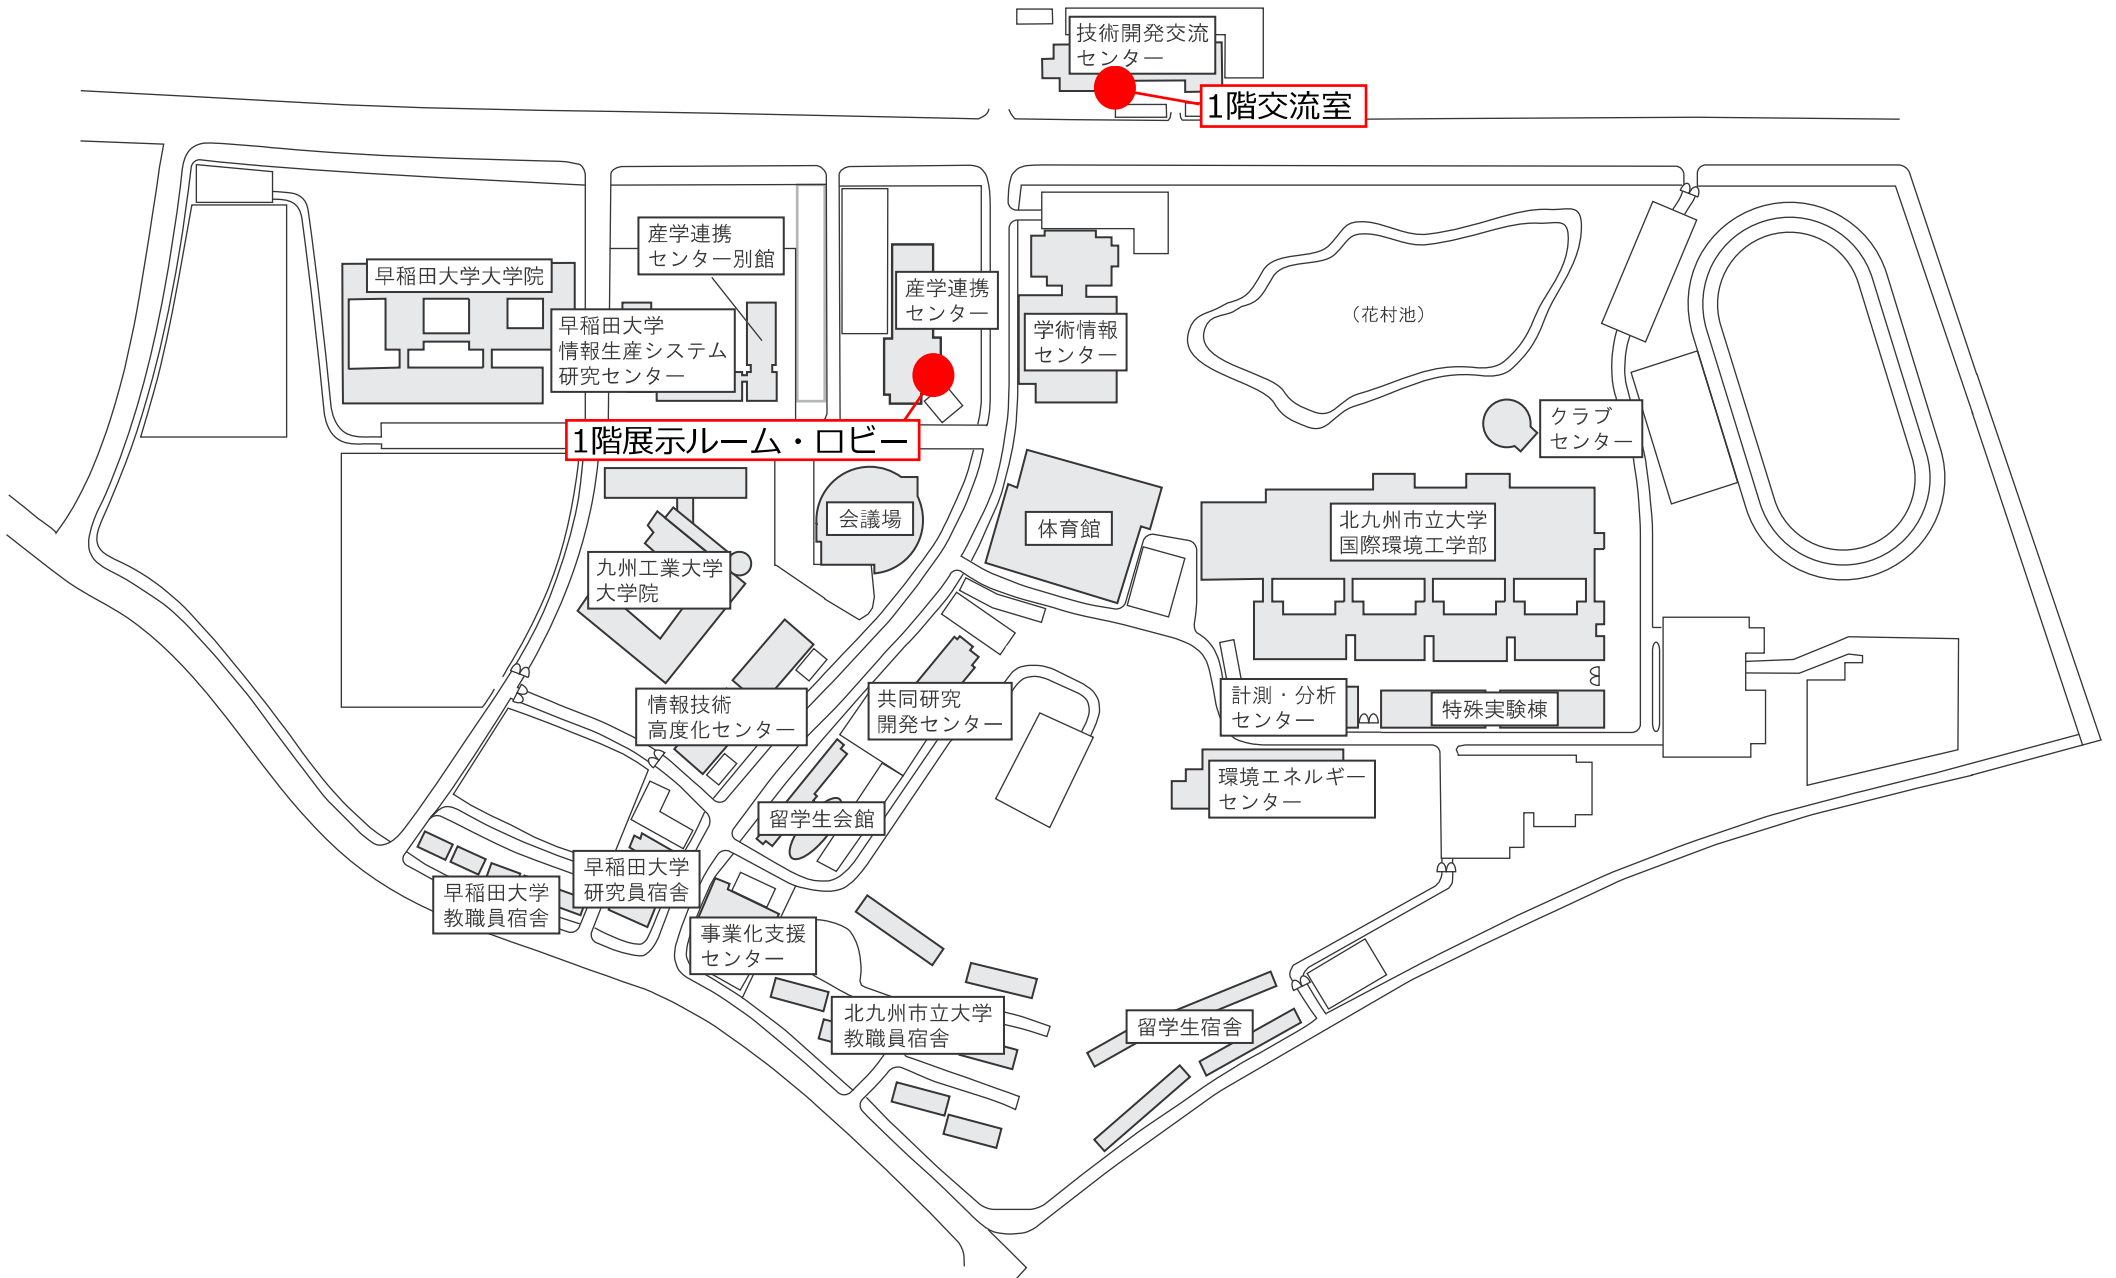 技術開発交流
センター
1階交流室
産学連携
センター別館
早稲田大学大学院
産学連携
センター
早稲田大学
情報生産システム
研究センター
学術情報
センター
（花村池）
クラブ
センター
1階展示ルーム・ロビー
会議場
体育館
北九州市立大学
国際環境工学部
九州工業大学
大学院
情報技術
高度化センター
共同研究
開発センター
計測・分析
センター
特殊実験棟
環境エネルギー
センター
留学生会館
早稲田大学
研究員宿舎
早稲田大学
教職員宿舎
事業化支援
センター
北九州市立大学
教職員宿舎
留学生宿舎